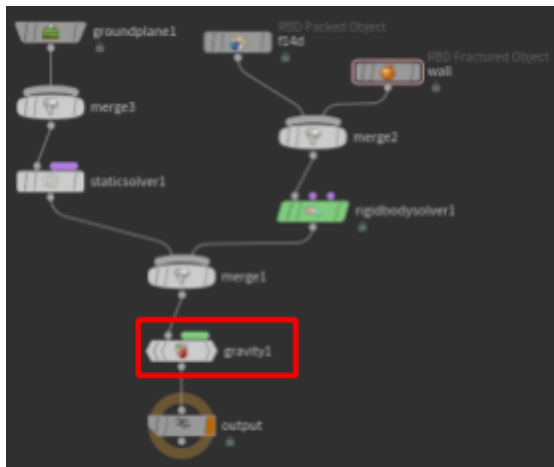 groundplane1
RBD Packed Object
f14d
RBD Fractured Object
wall
merge3
merge2
staticsolver1
rigidbodysolver1
merge1
gravity1
output